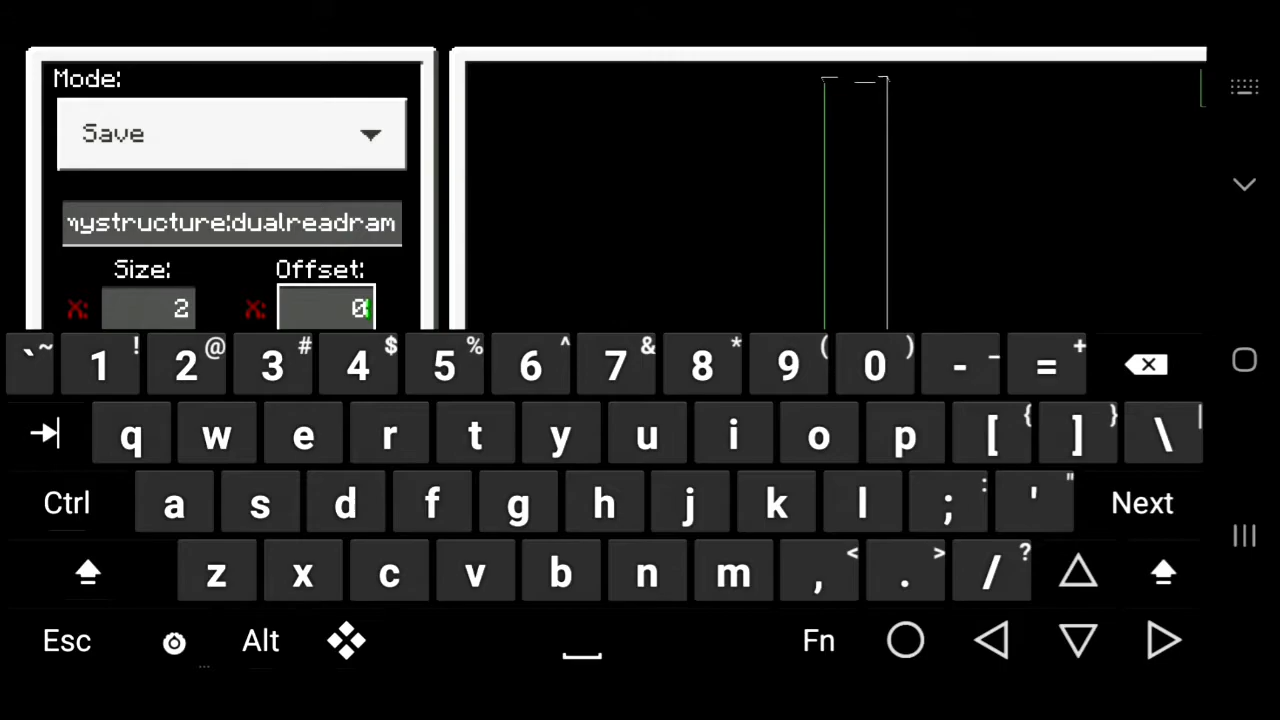 Mode:
Save
mystructure:dualreadram
Size: Offset:
X: 2 X: 0
` ~ 1 ! 2 @ 3 # 4 $ 5 % 6 ^ 7 & 8 * 9 ( 0 ) - _ = +
q w e r t y u i o p [ { ] } \ |
Ctrl a s d f g h j k l ; : ' " Next
z x c v b n m , < . > / ?
Esc Alt Fn